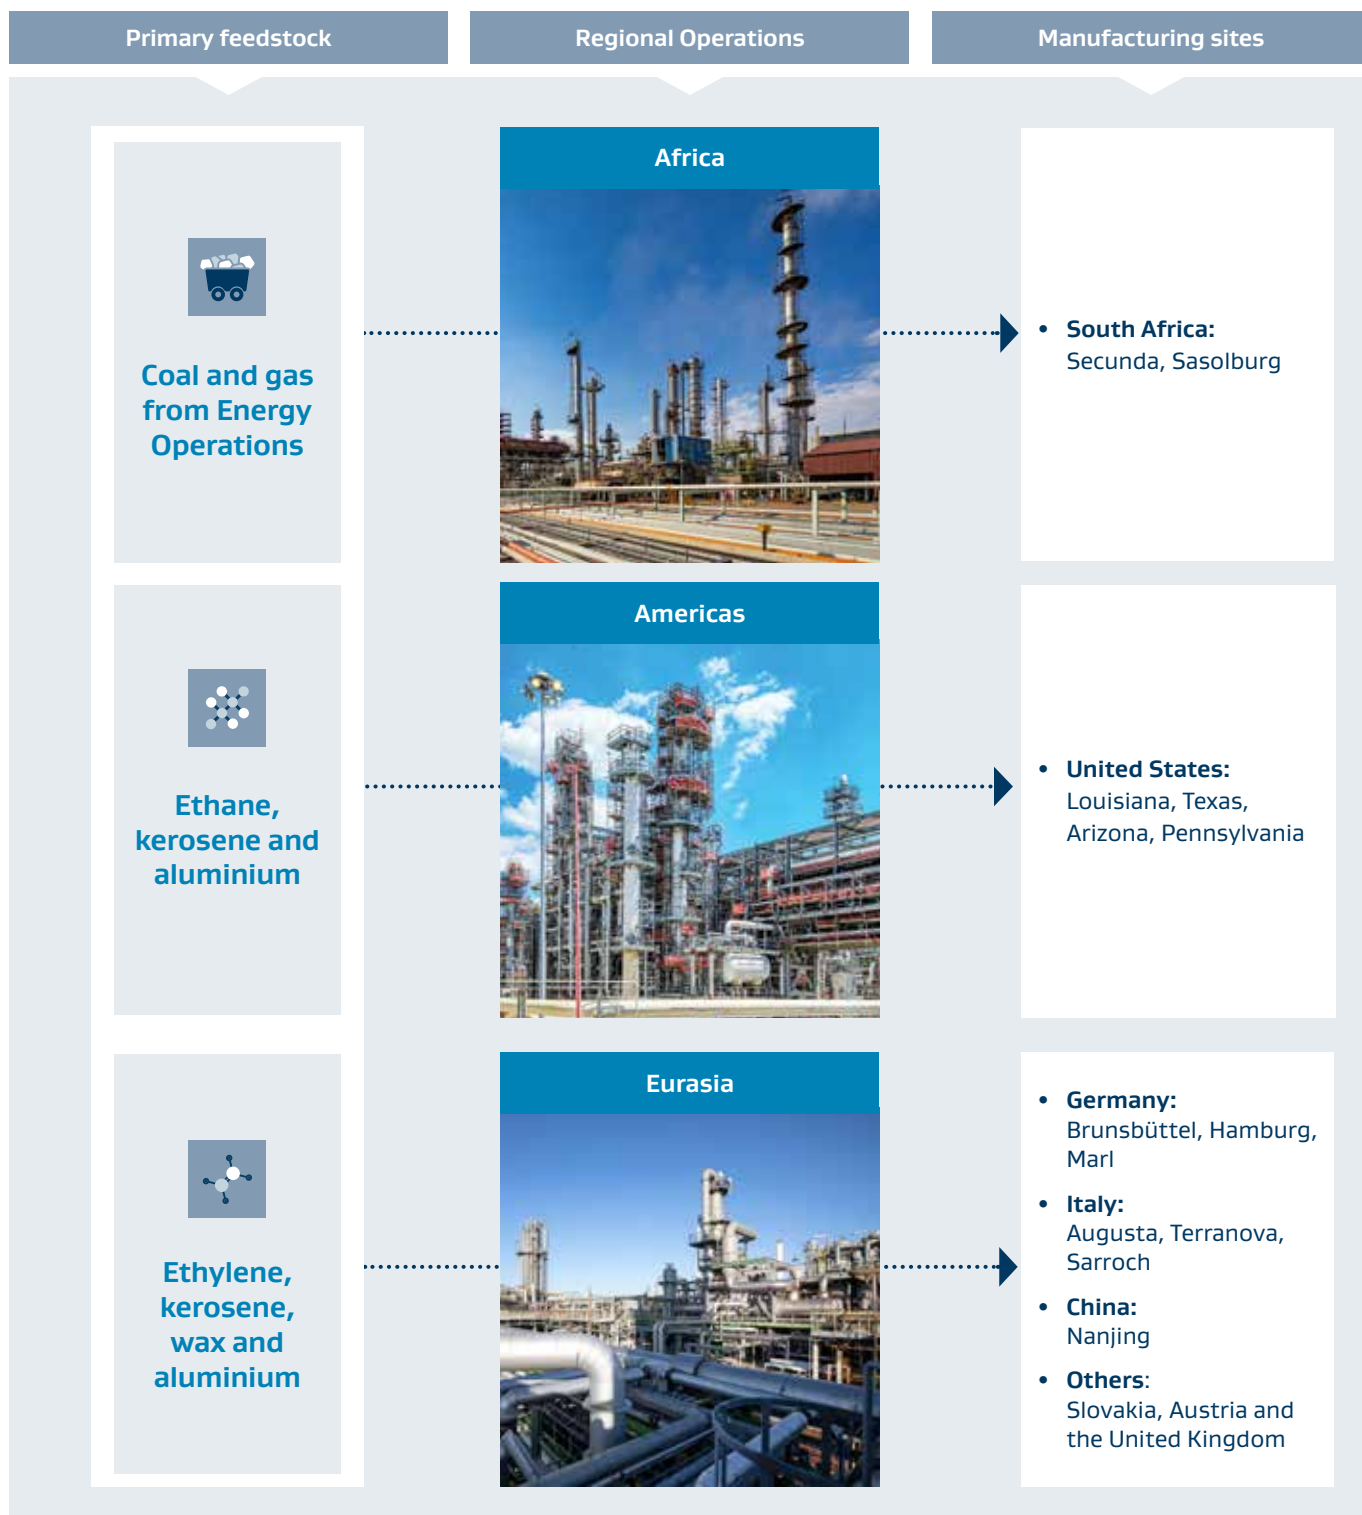 Primary feedstock
Regional Operations
Manufacturing sites
Coal and gas
from Energy
Operations
Africa
• South Africa:
Secunda, Sasolburg
Ethane,
kerosene and
aluminium
Americas
• United States:
Louisiana, Texas,
Arizona, Pennsylvania
Ethylene,
kerosene,
wax and
aluminium
Eurasia
• Germany:
Brunsbüttel, Hamburg,
Marl
• Italy:
Augusta, Terranova,
Sarroch
• China:
Nanjing
• Others:
Slovakia, Austria and
the United Kingdom